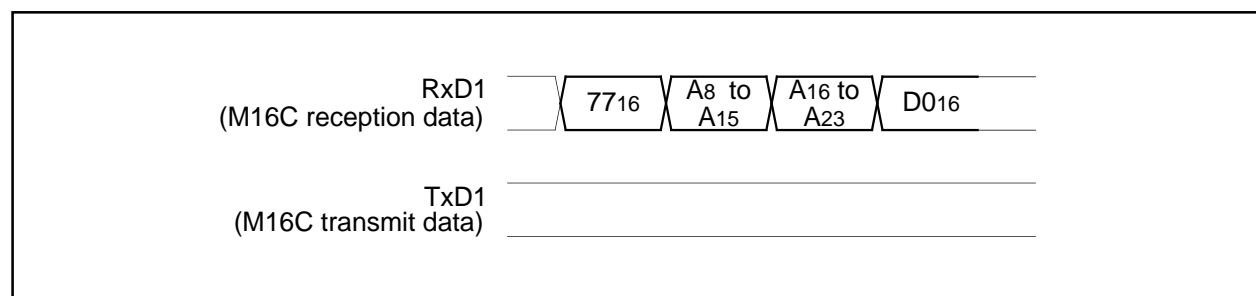 RxD1
(M16C reception data)
7716
A8 to
A15
A16 to
A23
D016
TxD1
(M16C transmit data)